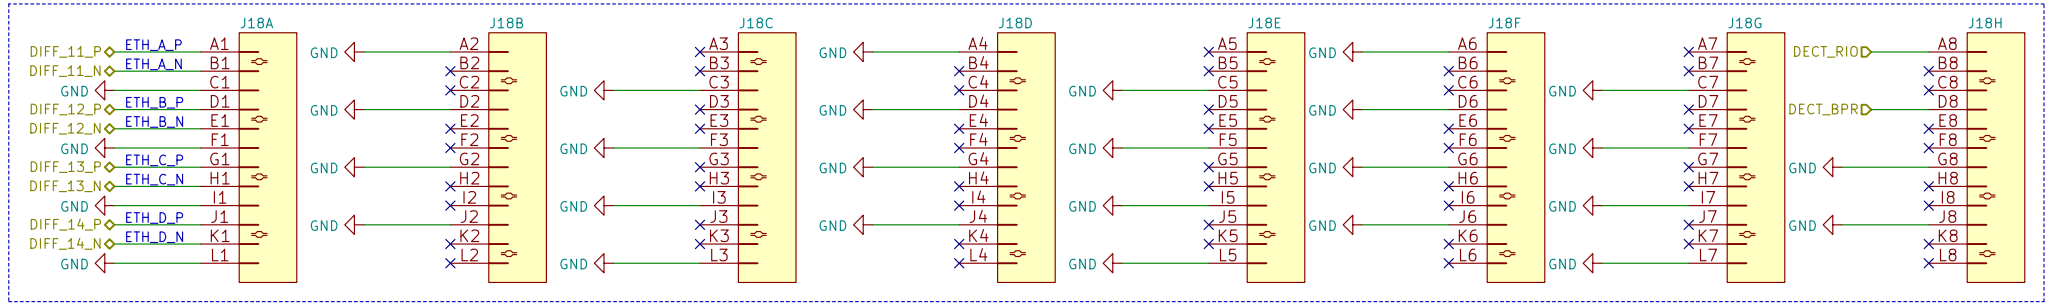 J18A J18B J18C J18D J18E J18F J18G J18H
DIFF_11_P ETH_A_P A1 GND A2 A3 GND A4 A5 GND A6 A7 DECT_RIO A8
DIFF_11_N ETH_A_N B1 B2 B3 B4 B5 B6 B7 B8
GND C1 C2 GND C3 C4 GND C5 C6 GND C7 C8
DIFF_12_P ETH_B_P D1 GND D2 D3 GND D4 D5 GND D6 D7 DECT_BPR D8
DIFF_12_N ETH_B_N E1 E2 E3 E4 E5 E6 E7 E8
GND F1 F2 GND F3 F4 GND F5 F6 GND F7 F8
DIFF_13_P ETH_C_P G1 GND G2 G3 GND G4 G5 GND G6 G7 GND G8
DIFF_13_N ETH_C_N H1 H2 H3 H4 H5 H6 H7 H8
GND I1 I2 GND I3 I4 GND I5 I6 GND I7 I8
DIFF_14_P ETH_D_P J1 GND J2 J3 GND J4 J5 GND J6 J7 GND J8
DIFF_14_N ETH_D_N K1 K2 K3 K4 K5 K6 K7 K8
GND L1 L2 GND L3 L4 GND L5 L6 GND L7 L8